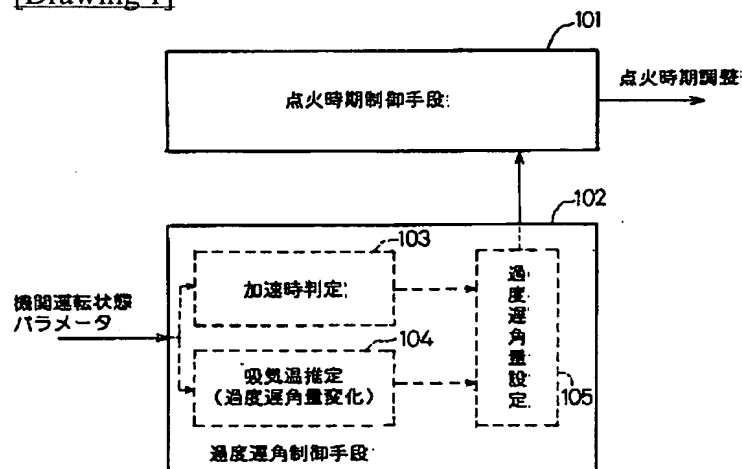 [Drawing 1]
101
点火時期制御手段
点火時期調整
102
103
加速時判定
機関運転状態
パラメータ
104
吸気温推定
(過度遅角量変化)
過度遅角量設定
105
過度遅角制御手段